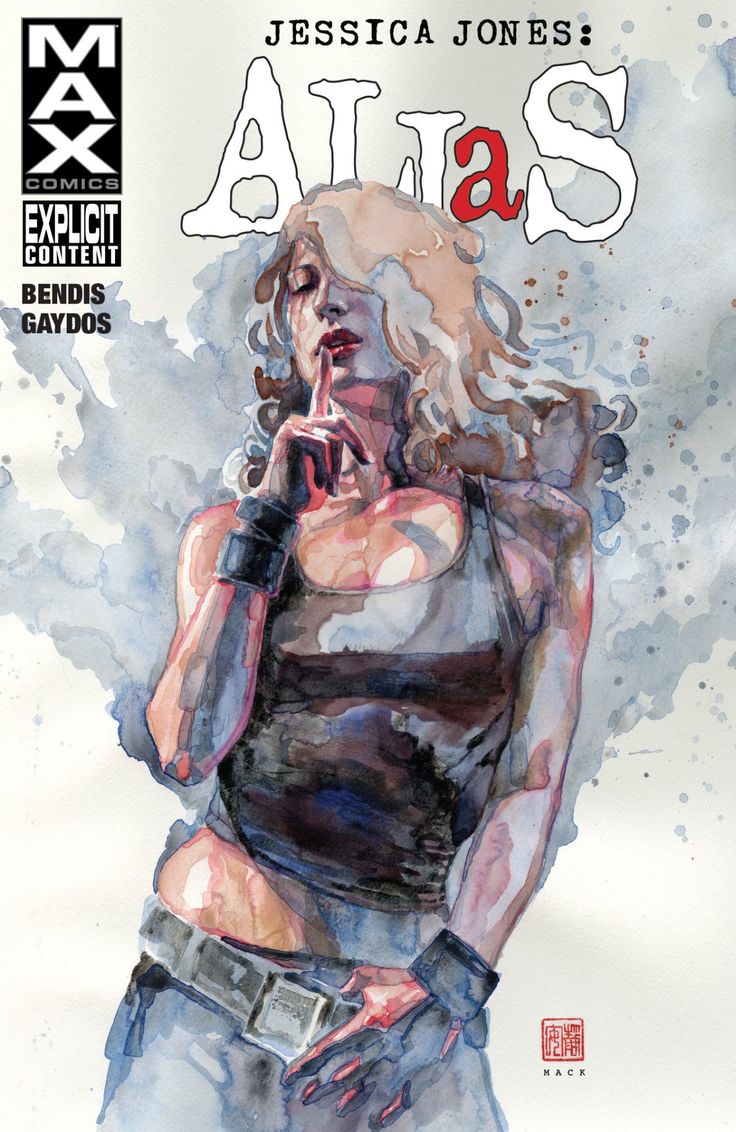 JESSICA JONES:
ALIaS
MAX
COMICS
EXPLICIT
CONTENT
BENDIS
GAYDOS
MACK